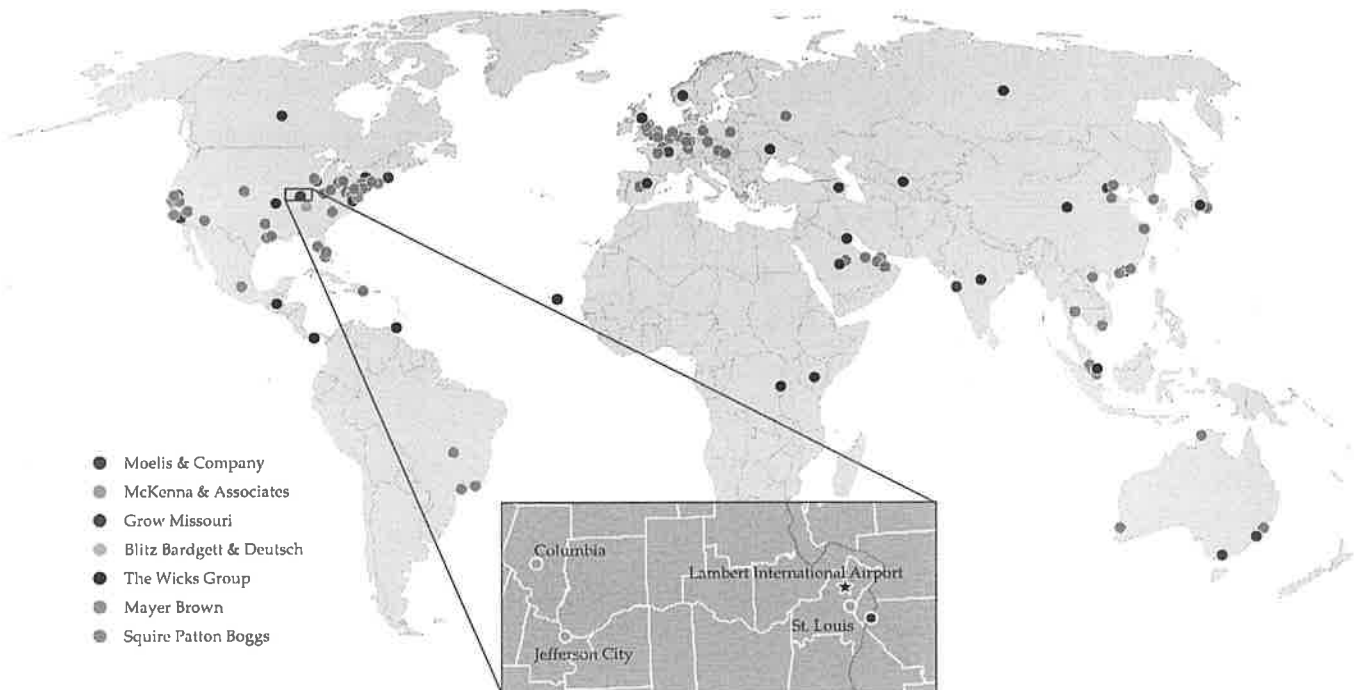 Moelis & Company
McKenna & Associates
Grow Missouri
Blitz Bardgett & Deutsch
The Wicks Group
Mayer Brown
Squire Patton Boggs
Columbia
Lambert International Airport
St. Louis
Jefferson City